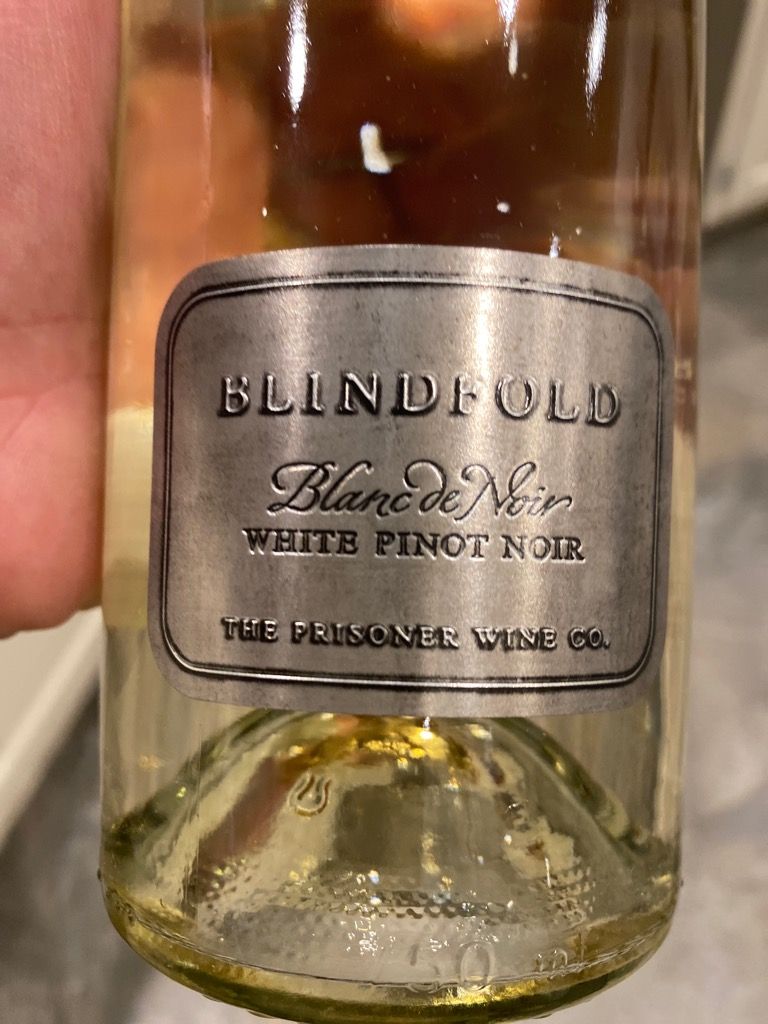 BLINDFOLD
Blanc de Noir
WHITE PINOT NOIR
THE PRISONER WINE CO.